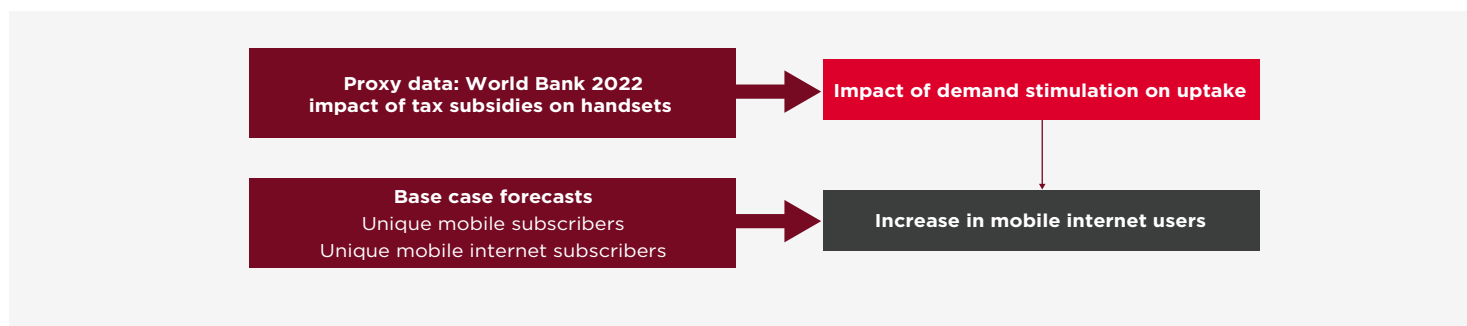 Proxy data: World Bank 2022
impact of tax subsidies on handsets
Impact of demand stimulation on uptake
Base case forecasts
Unique mobile subscribers
Unique mobile internet subscribers
Increase in mobile internet users